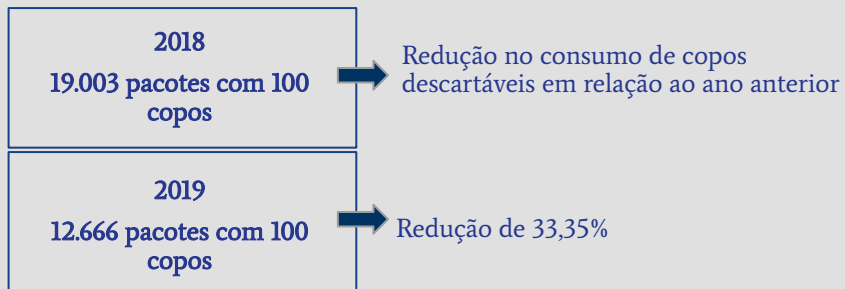 2018
19.003 pacotes com 100
copos
Redução no consumo de copos
descartáveis em relação ao ano anterior
2019
12.666 pacotes com 100
copos
Redução de 33,35%